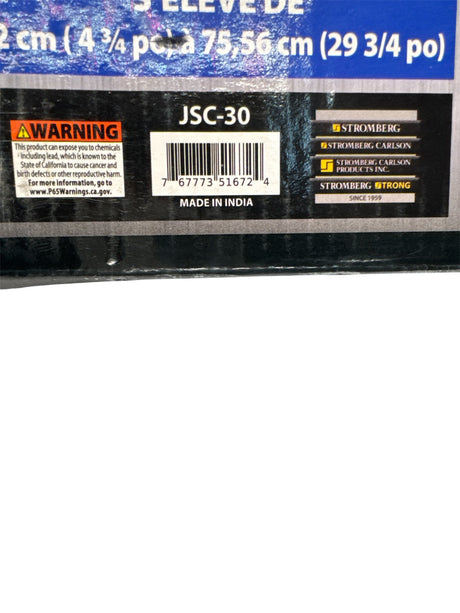 S'ÉLÈVE DE
2 cm ( 4 ¾ po) à 75,56 cm (29 3/4 po)
JSC-30
WARNING
This product can expose you to chemicals
including lead, which is known to the
State of California to cause cancer and
birth defects or other reproductive harm.
For more information, go to
www.P65Warnings.ca.gov.
7 67773 51672 4
MADE IN INDIA
STROMBERG
STROMBERG CARLSON
STROMBERG CARLSON
PRODUCTS INC.
STROMBERG STRONG
SINCE 1959